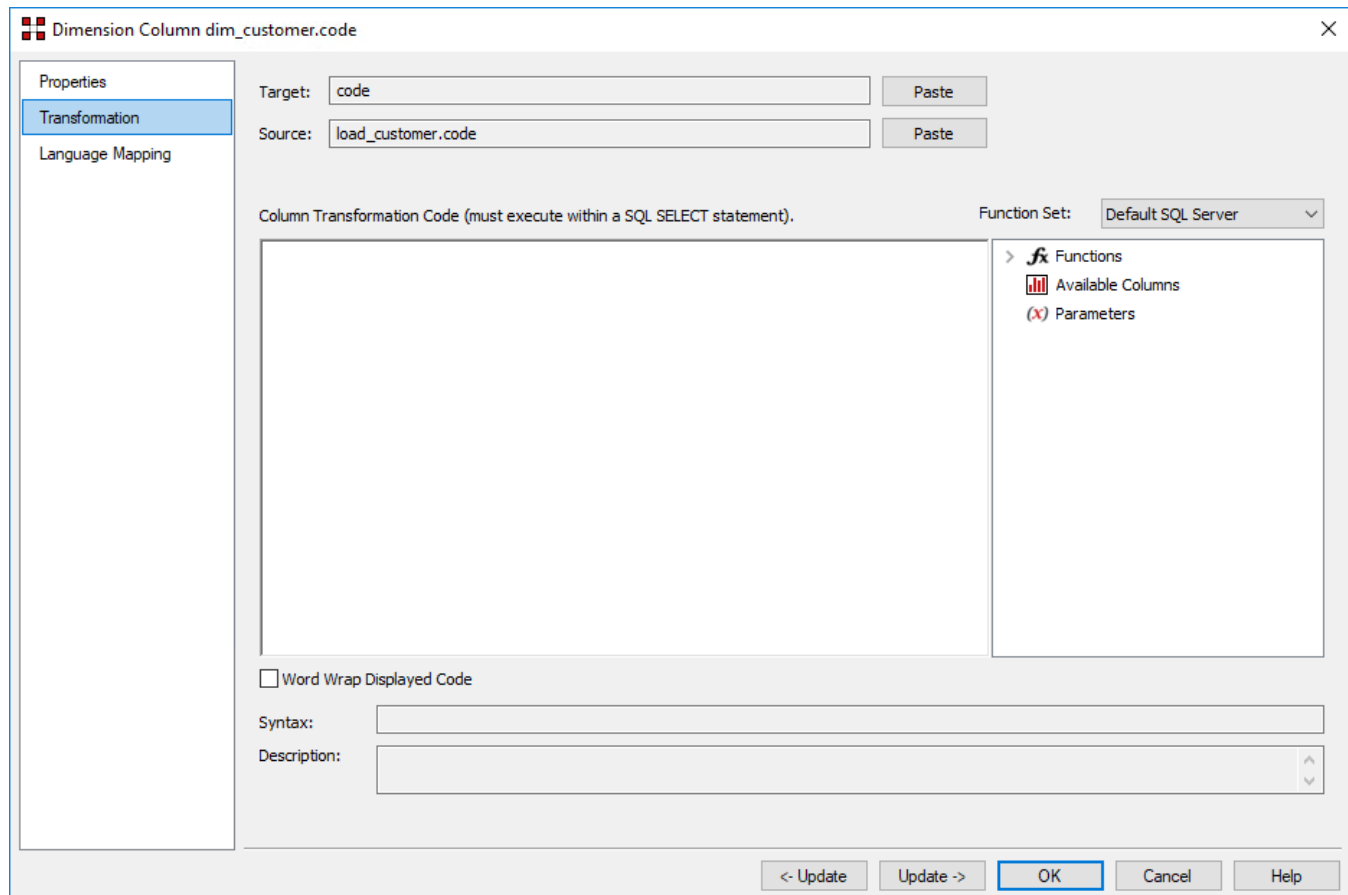 Dimension Column dim_customer.code
Properties
Transformation
Language Mapping
Target: code Paste
Source: load_customer.code Paste
Column Transformation Code (must execute within a SQL SELECT statement). Function Set: Default SQL Server
fx Functions
Available Columns
(x) Parameters
Word Wrap Displayed Code
Syntax:
Description:
<- Update Update -> OK Cancel Help